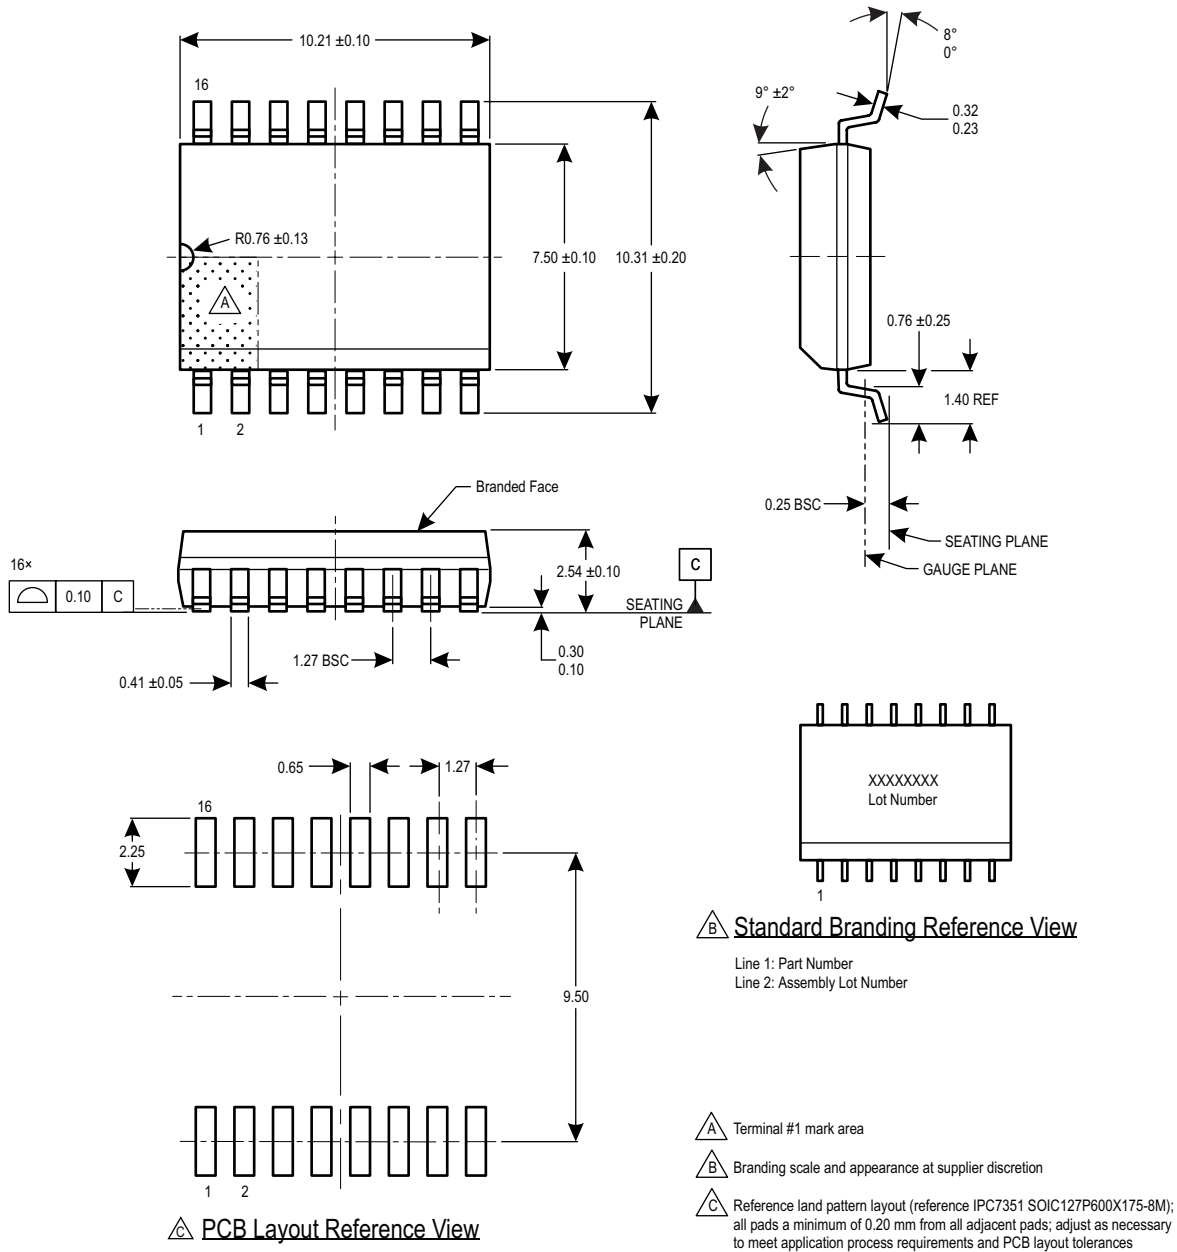 10.21 ±0.10
16
R0.76 ±0.13
A
7.50 ±0.10
10.31 ±0.20
1
2
8°
0°
9° ±2°
0.32
0.23
0.76 ±0.25
1.40 REF
0.25 BSC
SEATING PLANE
GAUGE PLANE
Branded Face
16×
0.10
C
2.54 ±0.10
C
SEATING
PLANE
1.27 BSC
0.30
0.10
0.41 ±0.05
0.65
1.27
16
2.25
9.50
1
2
C PCB Layout Reference View
XXXXXXXX
Lot Number
1
B Standard Branding Reference View
Line 1: Part Number
Line 2: Assembly Lot Number
A Terminal #1 mark area
B Branding scale and appearance at supplier discretion
C Reference land pattern layout (reference IPC7351 SOIC127P600X175-8M);
all pads a minimum of 0.20 mm from all adjacent pads; adjust as necessary
to meet application process requirements and PCB layout tolerances